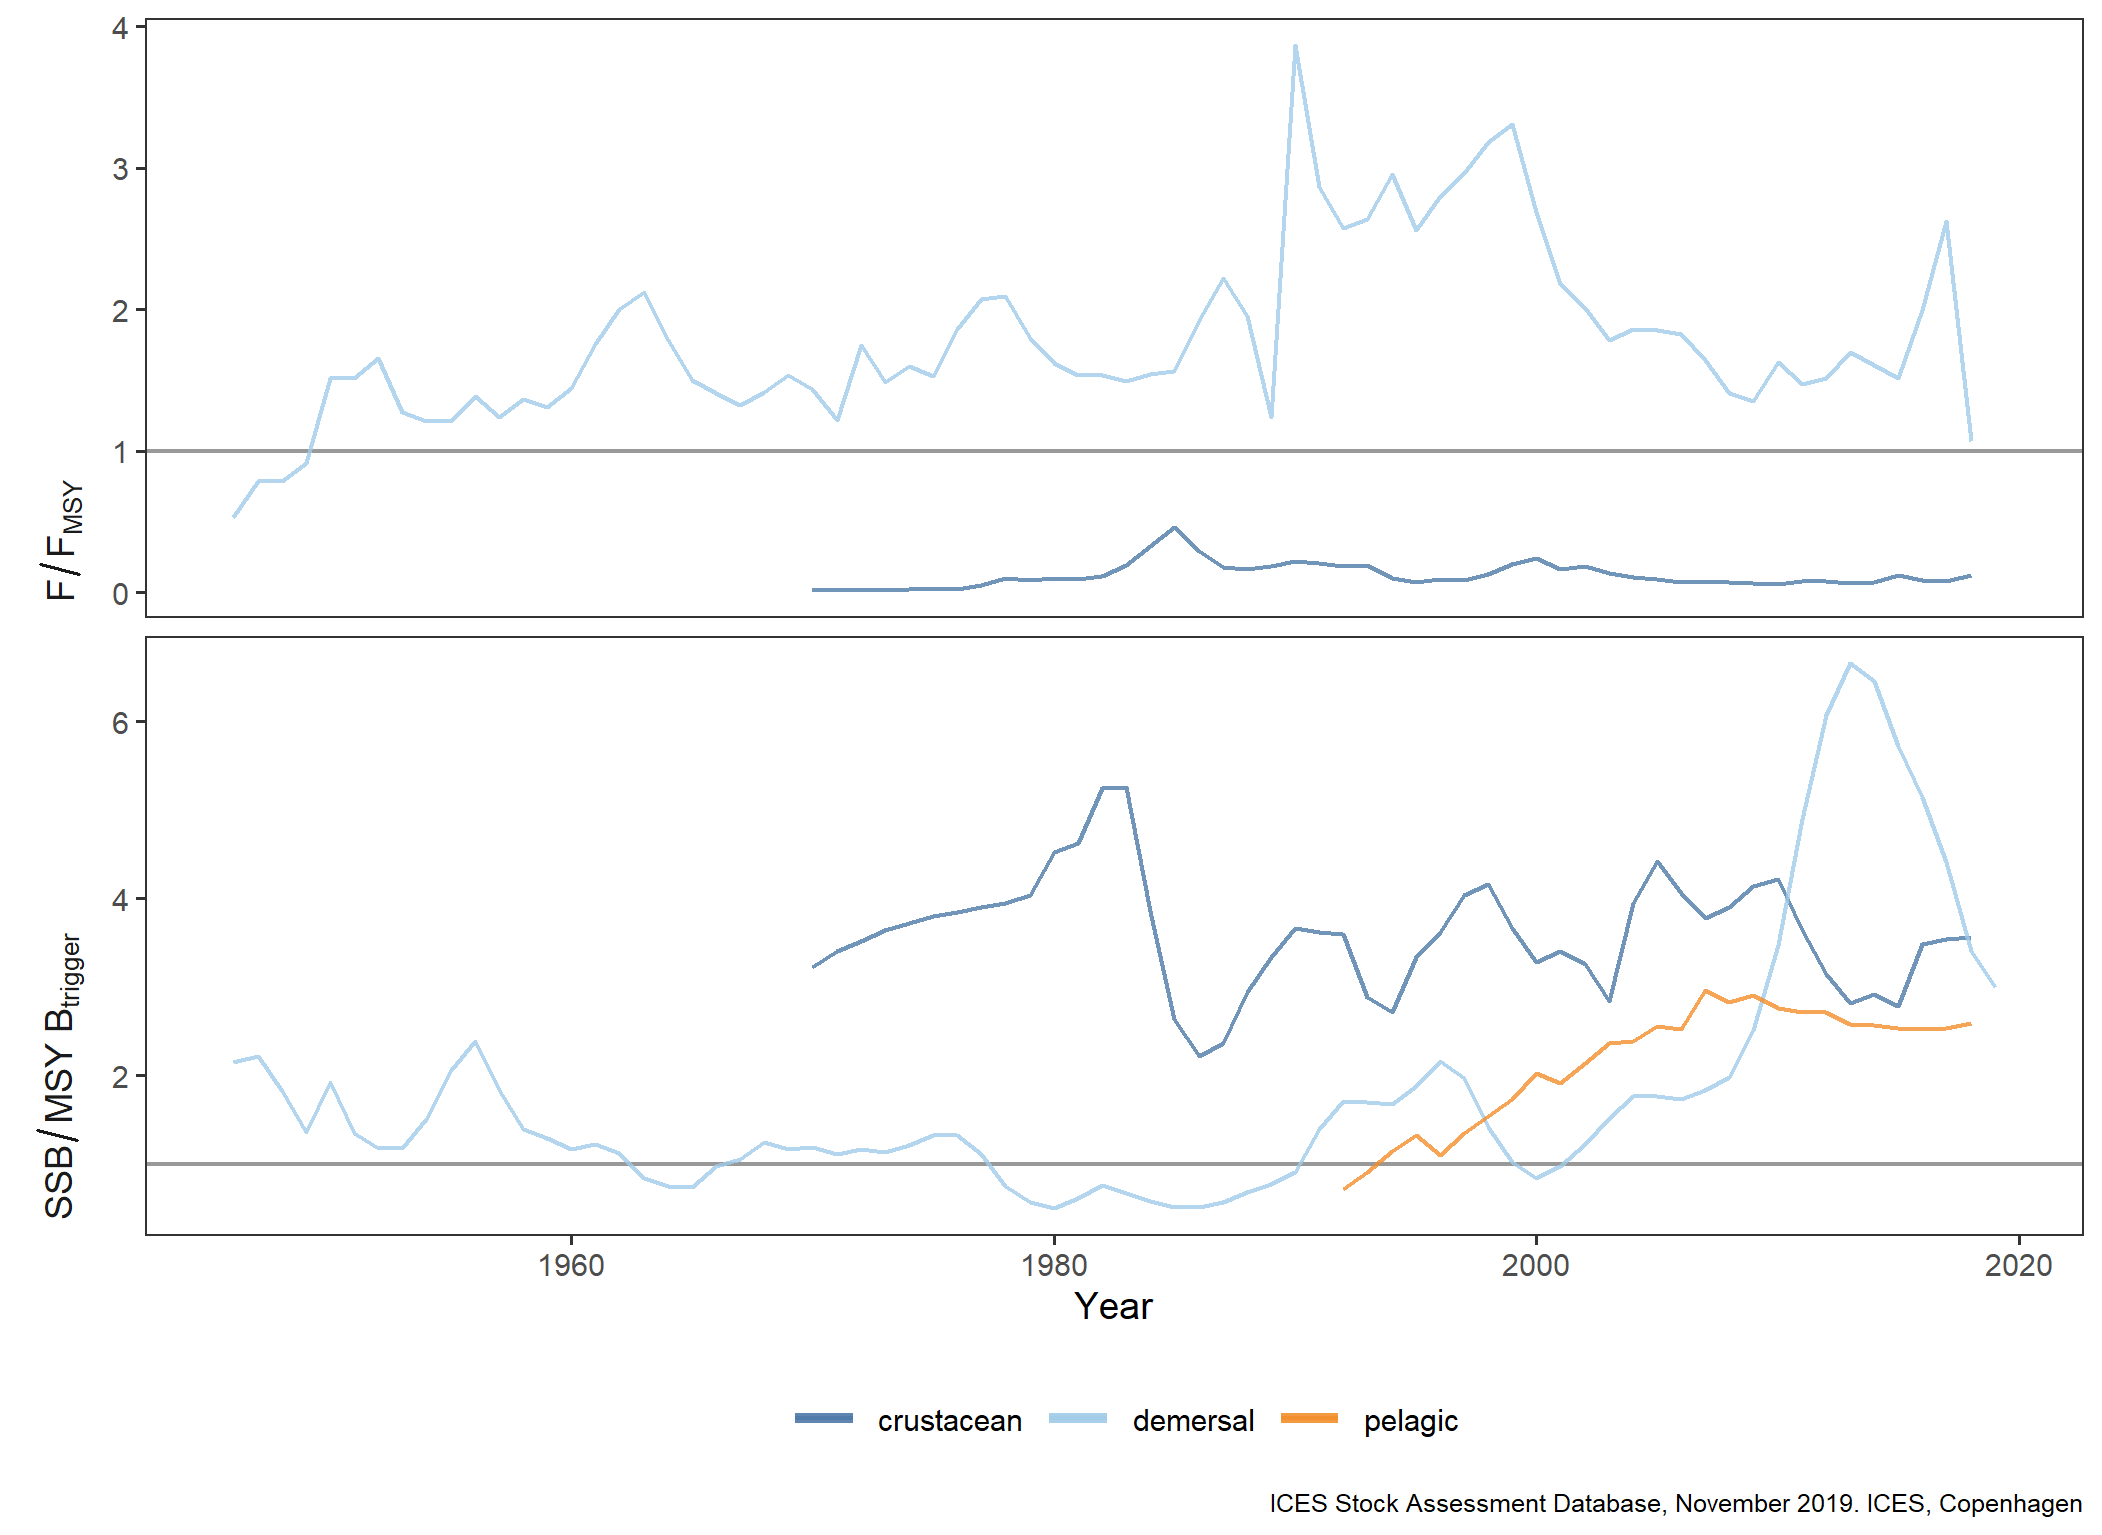 4
3
2
1
0
F/F_MSY
6
4
2
SSB/MSY B_trigger
1960 1980 2000 2020
Year
crustacean demersal pelagic
ICES Stock Assessment Database, November 2019. ICES, Copenhagen